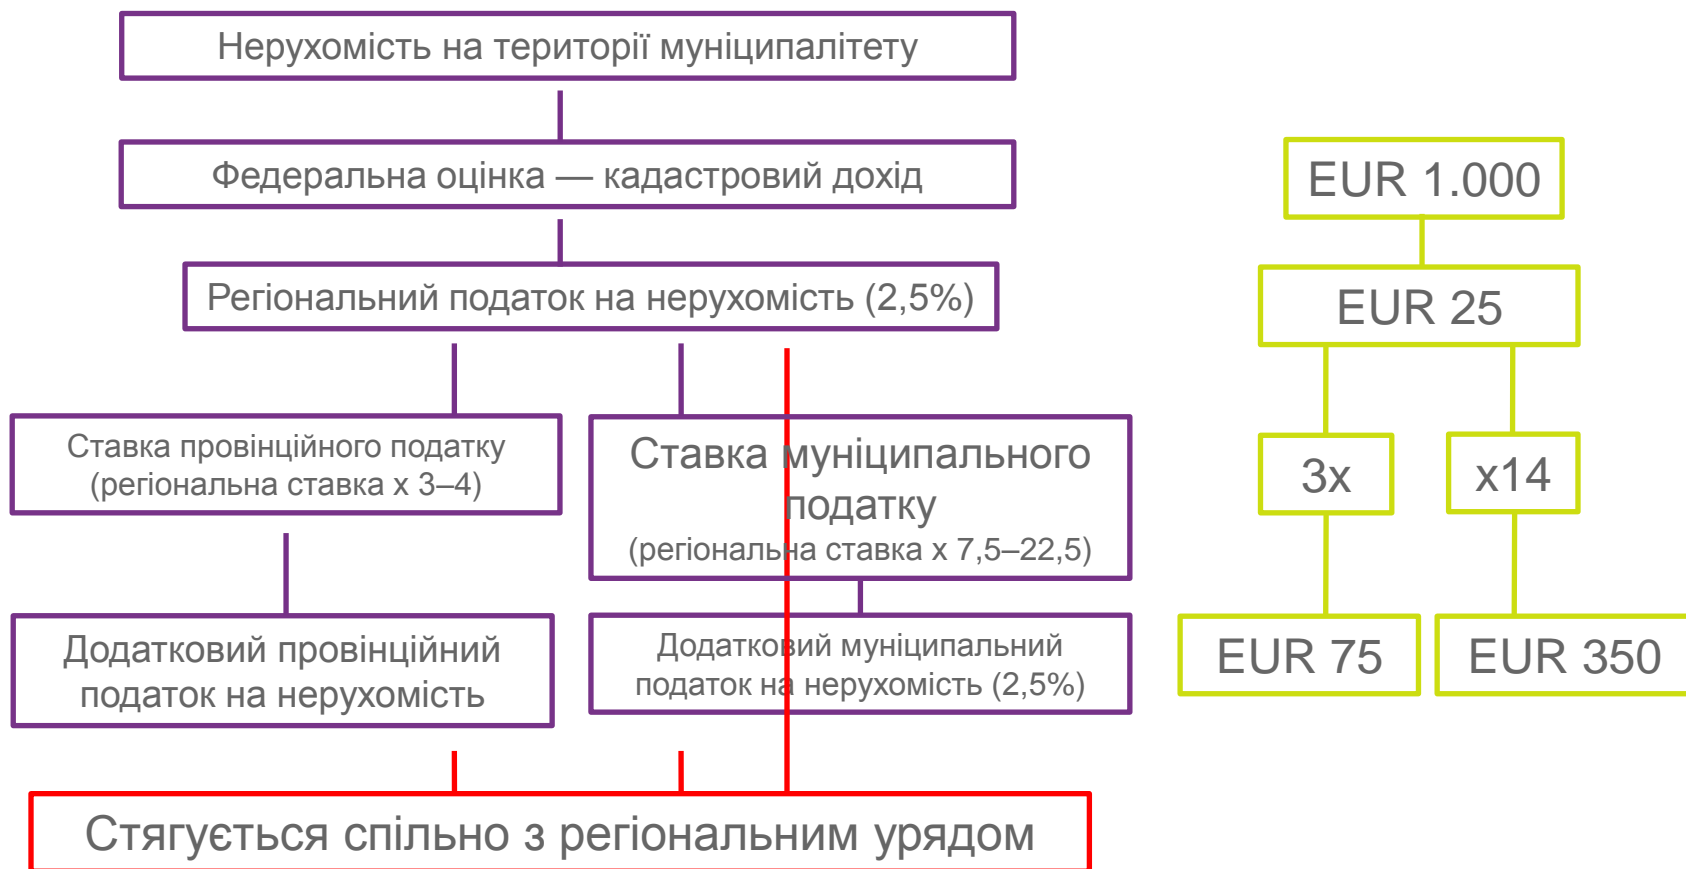 Нерухомість на території муніципалітету
Федеральна оцінка — кадастровий дохід
EUR 1.000
Регіональний податок на нерухомість (2,5%)
EUR 25
Ставка провінційного податку
(регіональна ставка x 3–4)
Ставка муніципального
податку
(регіональна ставка x 7,5–22,5)
3x
x14
Додатковий провінційний
податок на нерухомість
Додатковий муніципальний
податок на нерухомість (2,5%)
EUR 75
EUR 350
Стягується спільно з регіональним урядом